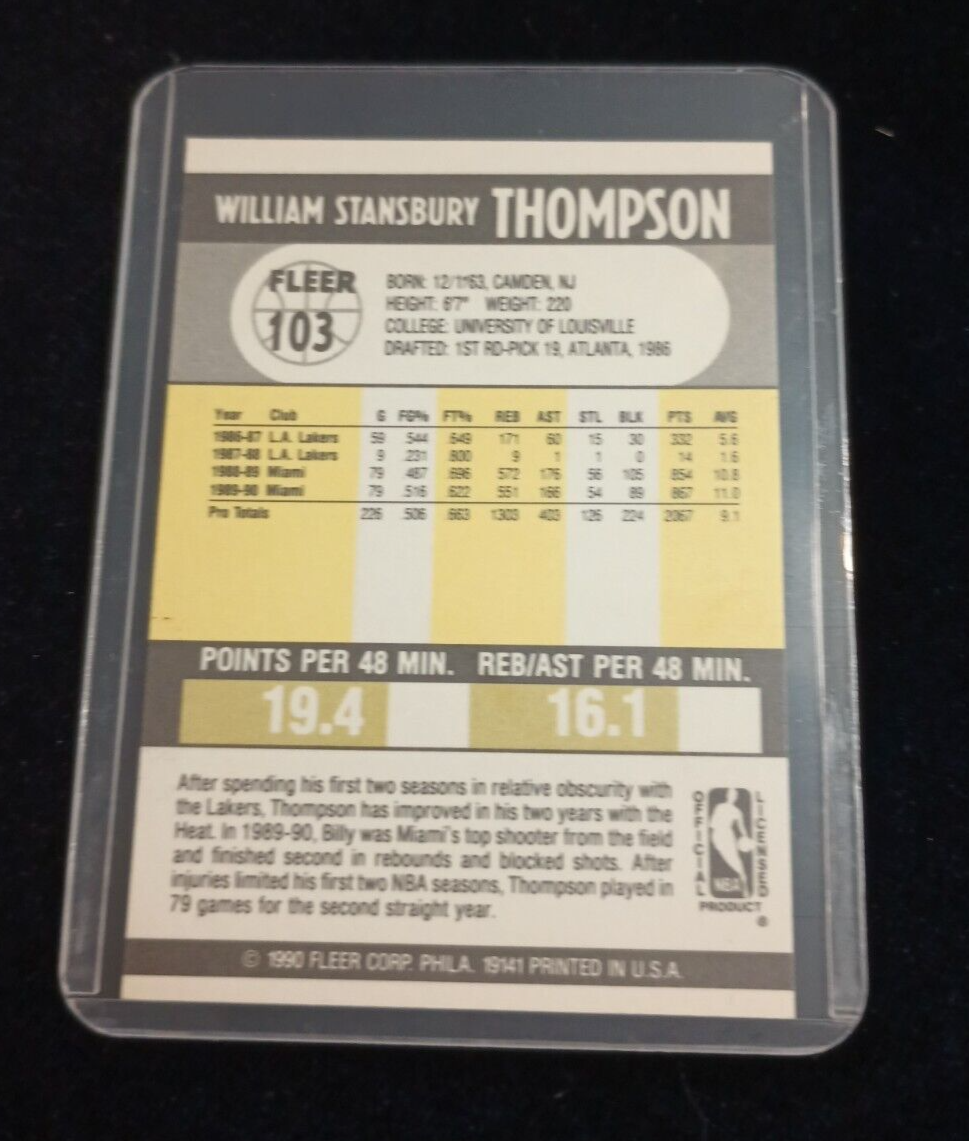 WILLIAM STANSBURY THOMPSON
FLEER
103
BORN: 12/1/63, CAMDEN, NJ
HEIGHT: 6'7" WEIGHT: 220
COLLEGE: UNIVERSITY OF LOUISVILLE
DRAFTED: 1ST RD-PICK 19, ATLANTA, 1986
Year Club G FG% FT% REB AST STL BLK PTS AVG
1986-87 L.A. Lakers 59 .544 .649 171 60 15 30 332 5.6
1987-88 L.A. Lakers 9 .231 .800 9 1 1 0 14 1.6
1988-89 Miami 79 .487 .696 572 176 56 105 854 10.8
1989-90 Miami 79 .516 .622 551 166 54 89 867 11.0
Pro Totals 226 .506 .663 1303 403 126 224 2067 9.1
POINTS PER 48 MIN. REB/AST PER 48 MIN.
19.4 16.1
After spending his first two seasons in relative obscurity with
the Lakers, Thompson has improved in his two years with the
Heat. In 1989-90, Billy was Miami's top shooter from the field
and finished second in rebounds and blocked shots. After
injuries limited his first two NBA seasons, Thompson played in
79 games for the second straight year.
OFFICIAL
LICENSED
NBA
PRODUCT
®
© 1990 FLEER CORP. PHILA. 19141 PRINTED IN U.S.A.